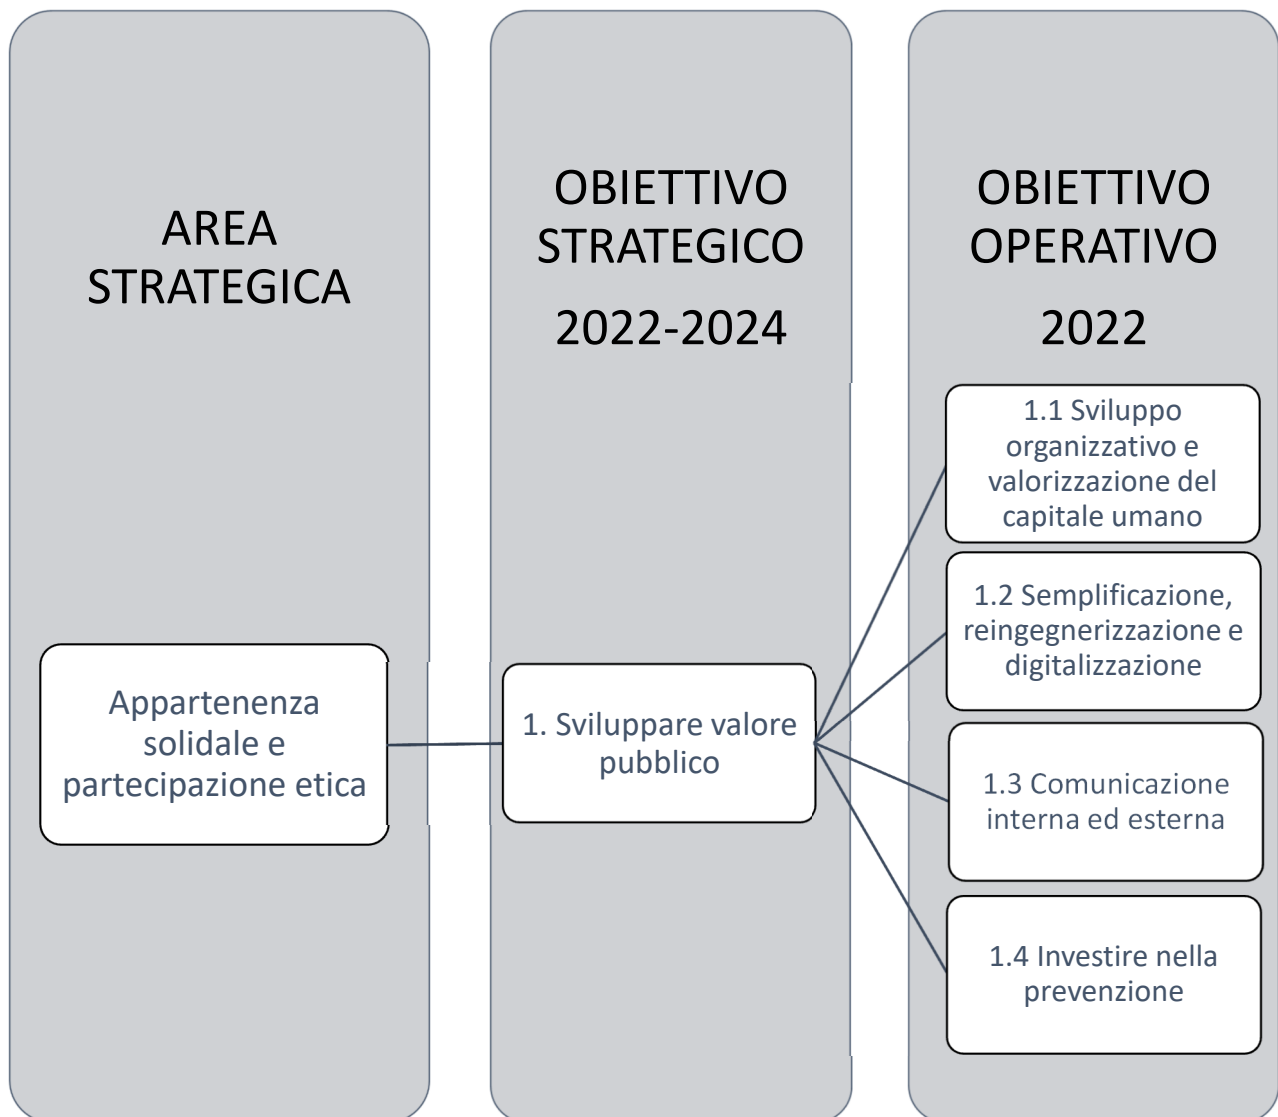 AREA
STRATEGICA
Appartenenza
solidale e
partecipazione etica
OBIETTIVO
STRATEGICO
2022-2024
1. Sviluppare valore
pubblico
OBIETTIVO
OPERATIVO
2022
1.1 Sviluppo
organizzativo e
valorizzazione del
capitale umano
1.2 Semplificazione,
reingegnerizzazione e
digitalizzazione
1.3 Comunicazione
interna ed esterna
1.4 Investire nella
prevenzione